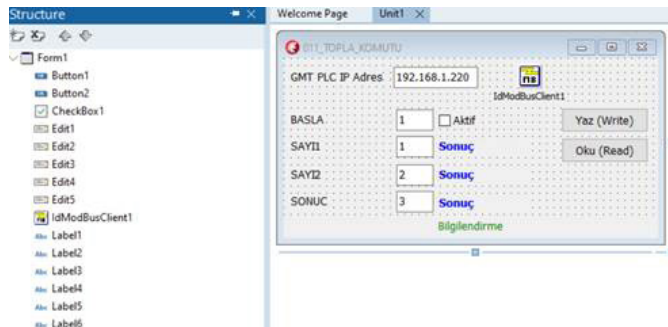 Structure
Welcome Page
Unit1
Form1
Button1
Button2
CheckBox1
Edit1
Edit2
Edit3
Edit4
Edit5
IdModBusClient1
Label1
Label2
Label3
Label4
Label5
Label6
011_TOPLA_KOMUTU
GMT PLC IP Adres 192.168.1.220
IdModBusClient1
BASLA 1 Aktif Yaz (Write)
SAYI1 1 Sonuç Oku (Read)
SAYI2 2 Sonuç
SONUC 3 Sonuç
Bilgilendirme